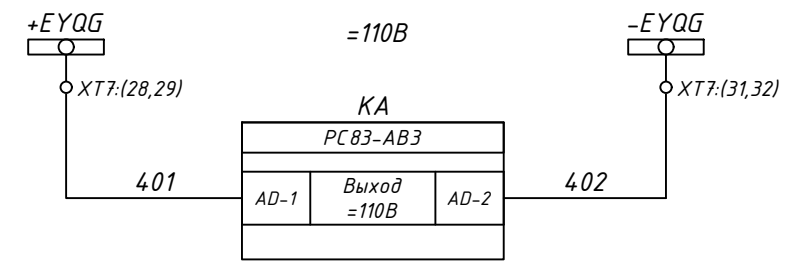 +EYQG
=110В
-EYQG
XT7:(28,29)
XT7:(31,32)
KA
РС83-АВ3
401
AD-1
Выход
=110В
AD-2
402